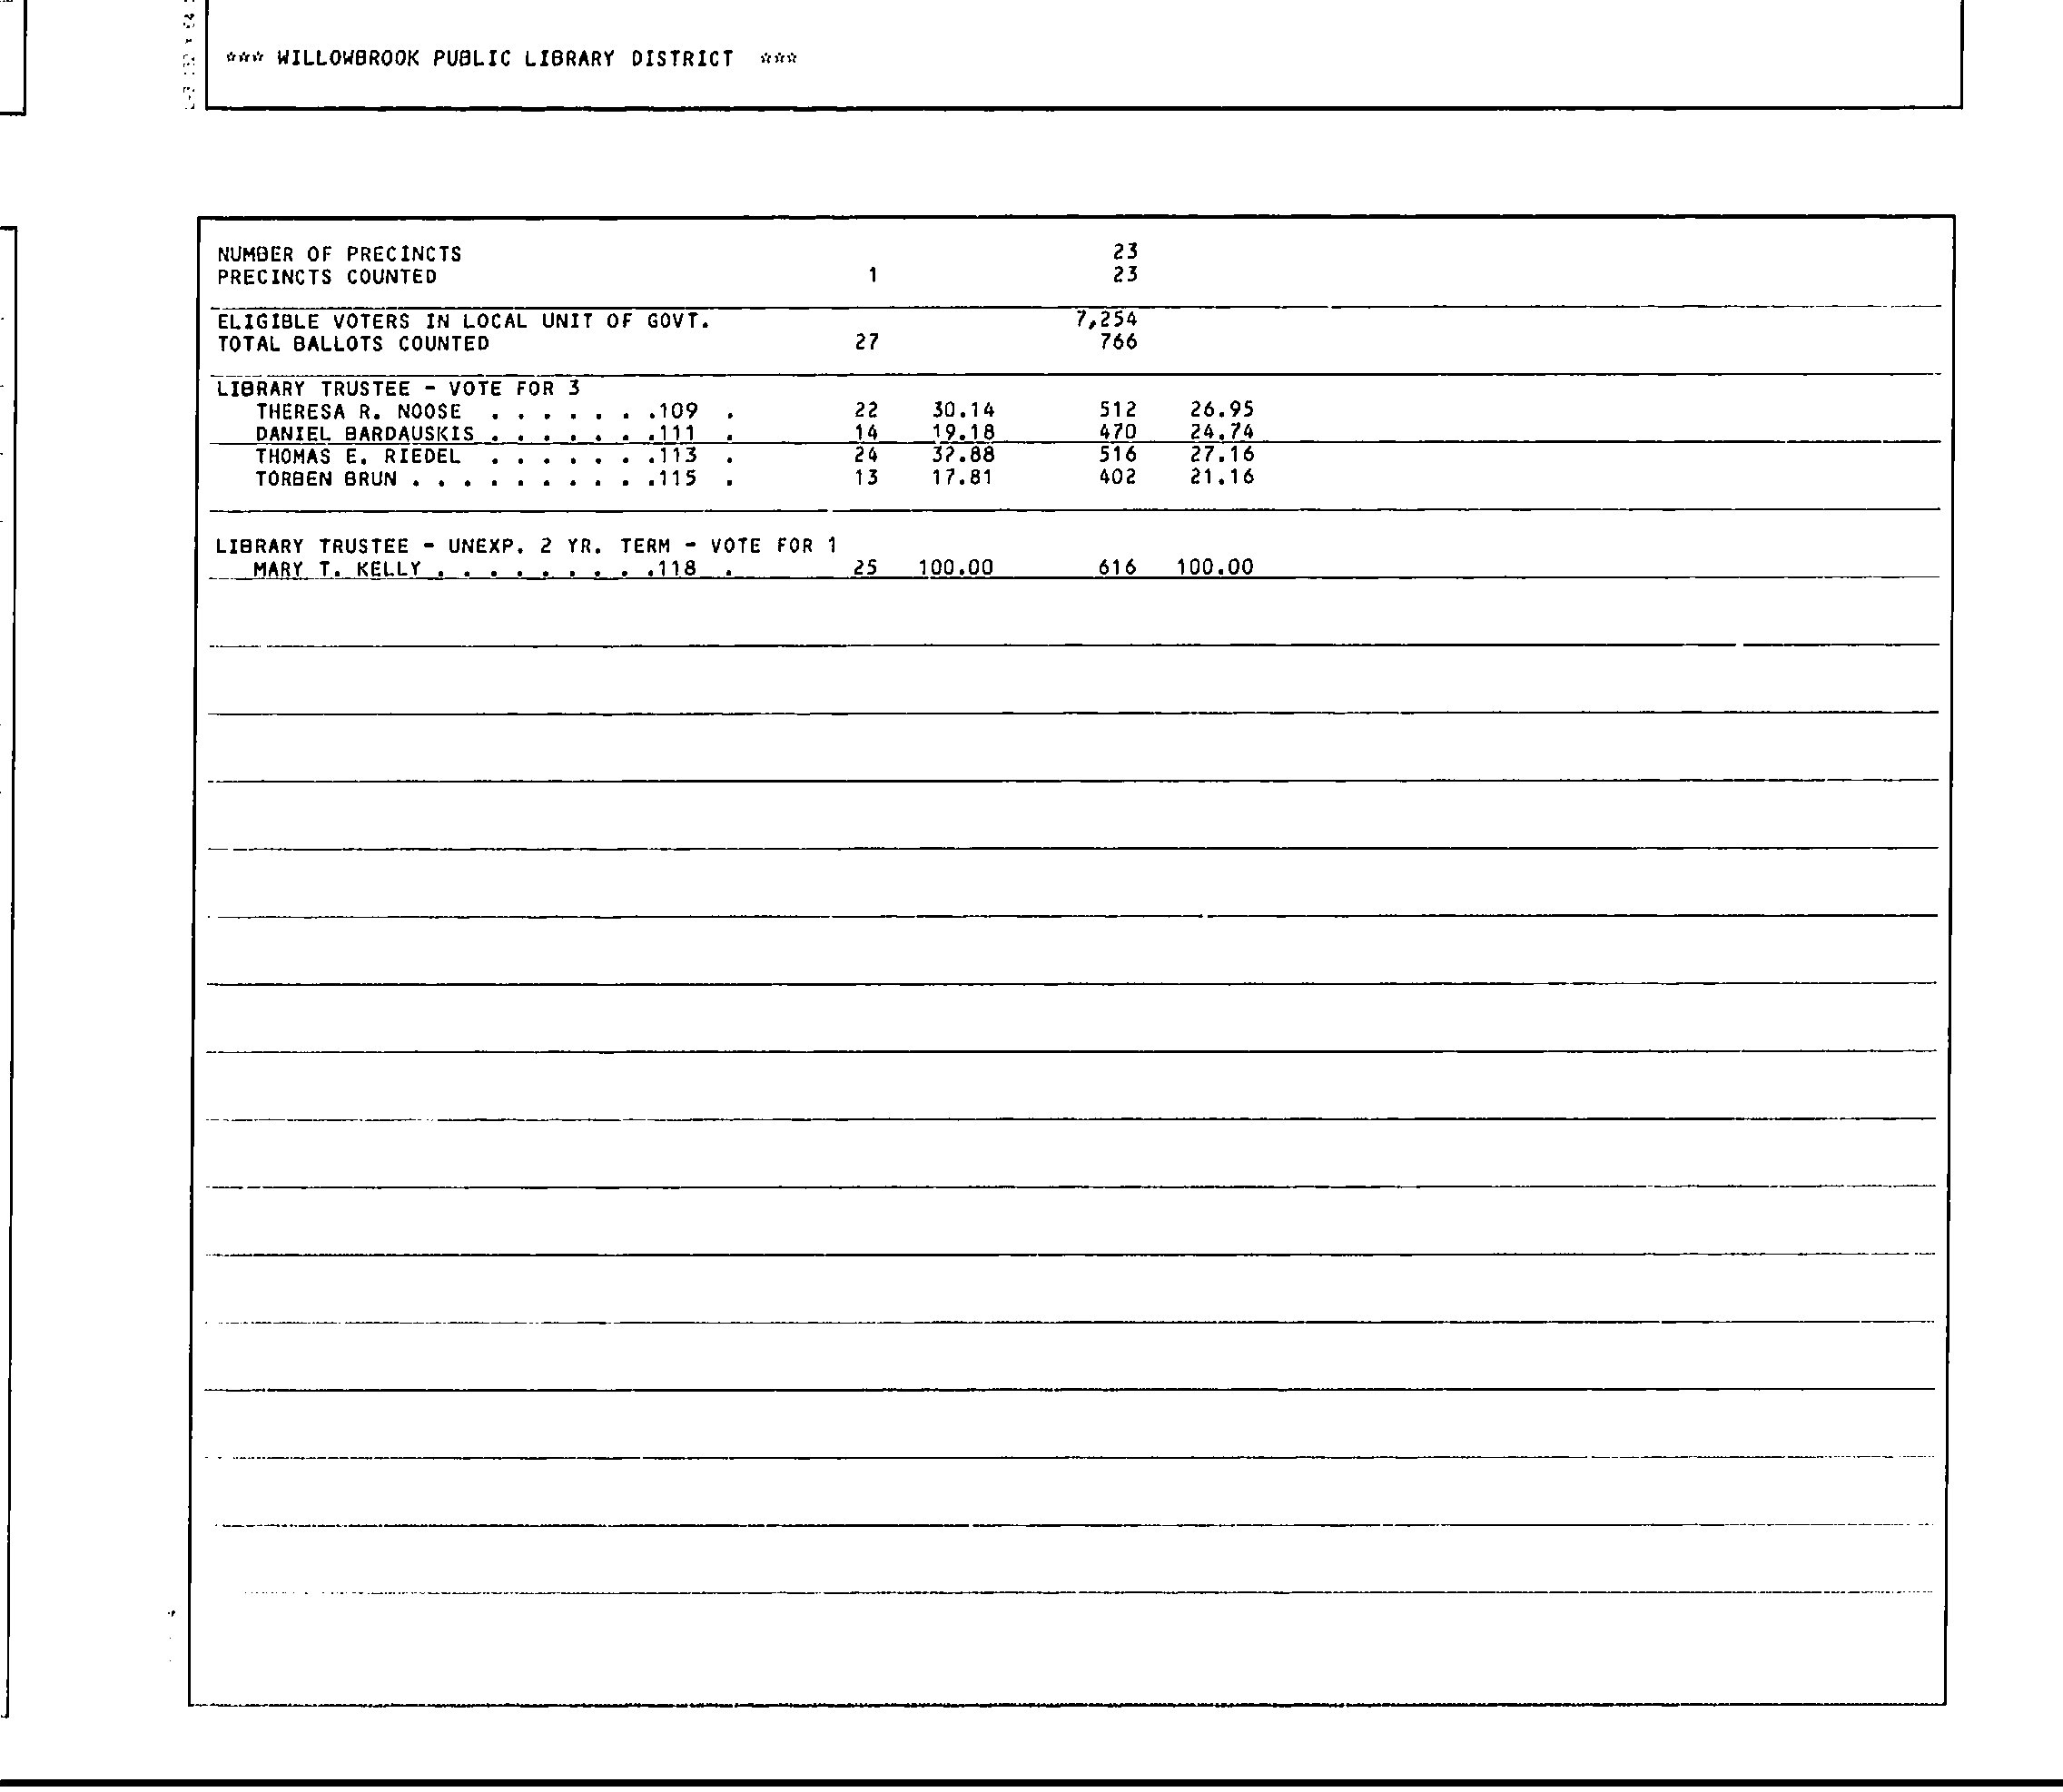 *** WILLOWBROOK PUBLIC LIBRARY DISTRICT ***
NUMBER OF PRECINCTS 23
PRECINCTS COUNTED 1 23
ELIGIBLE VOTERS IN LOCAL UNIT OF GOVT. 7,254
TOTAL BALLOTS COUNTED 27 766
LIBRARY TRUSTEE - VOTE FOR 3
THERESA R. NOOSE . . . . . . .109 . 22 30.14 512 26.95
DANIEL BARDAUSKIS . . . . . . .111 . 14 19.18 470 24.74
THOMAS E. RIEDEL . . . . . . .113 . 24 32.88 516 27.16
TORBEN BRUN . . . . . . . . . .115 . 13 17.81 402 21.16
LIBRARY TRUSTEE - UNEXP. 2 YR. TERM - VOTE FOR 1
MARY T. KELLY . . . . . . . . .118 . 25 100.00 616 100.00